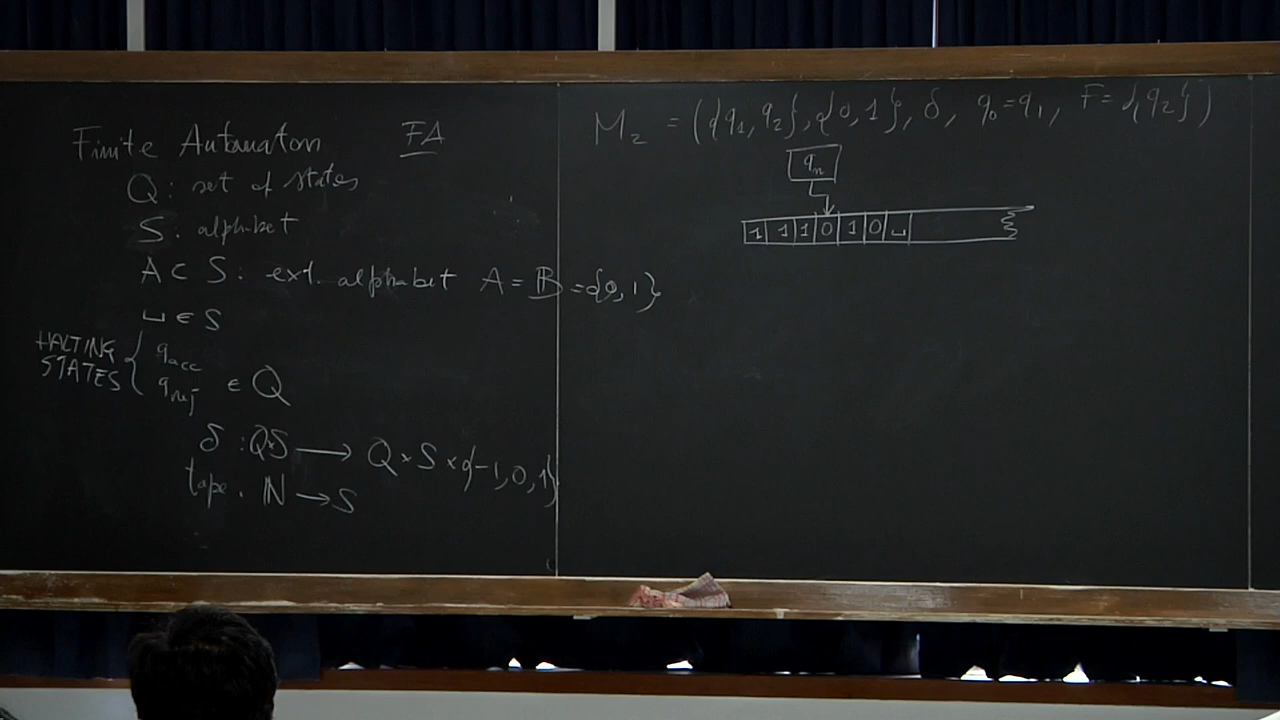 Finite Automaton FA
Q: set of states
S: alphabet
A ⊂ S: ext. alphabet A = 𝔹 = {0, 1}
⊔ ∈ S
HALTING STATES { q_acc q_rej ∈ Q
δ : Q×S ⟶ Q × S × {-1, 0, 1}
tape: ℕ → S
M₂ = ({q₁, q₂}, {0, 1}, δ, q₀=q₁, F={q₂})
q_n
1 1 1 0 1 0 ⊔